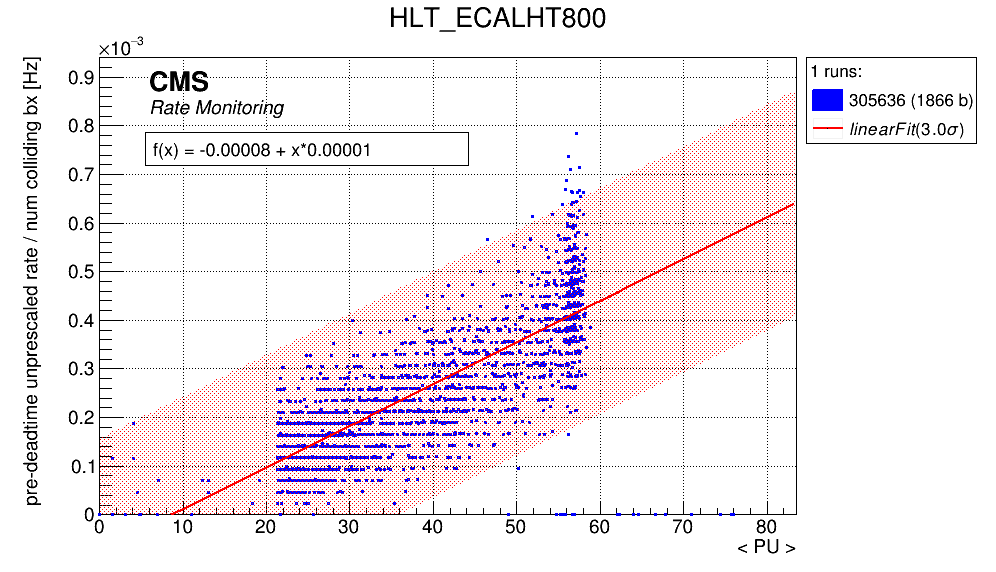 HLT_ECALHT800
×10⁻³
pre-deadtime unprescaled rate / num colliding bx [Hz]
0.9
0.8
0.7
0.6
0.5
0.4
0.3
0.2
0.1
0
CMS
Rate Monitoring
f(x) = -0.00008 + x*0.00001
1 runs:
305636 (1866 b)
linearFit(3.0σ)
0 10 20 30 40 50 60 70 80
< PU >